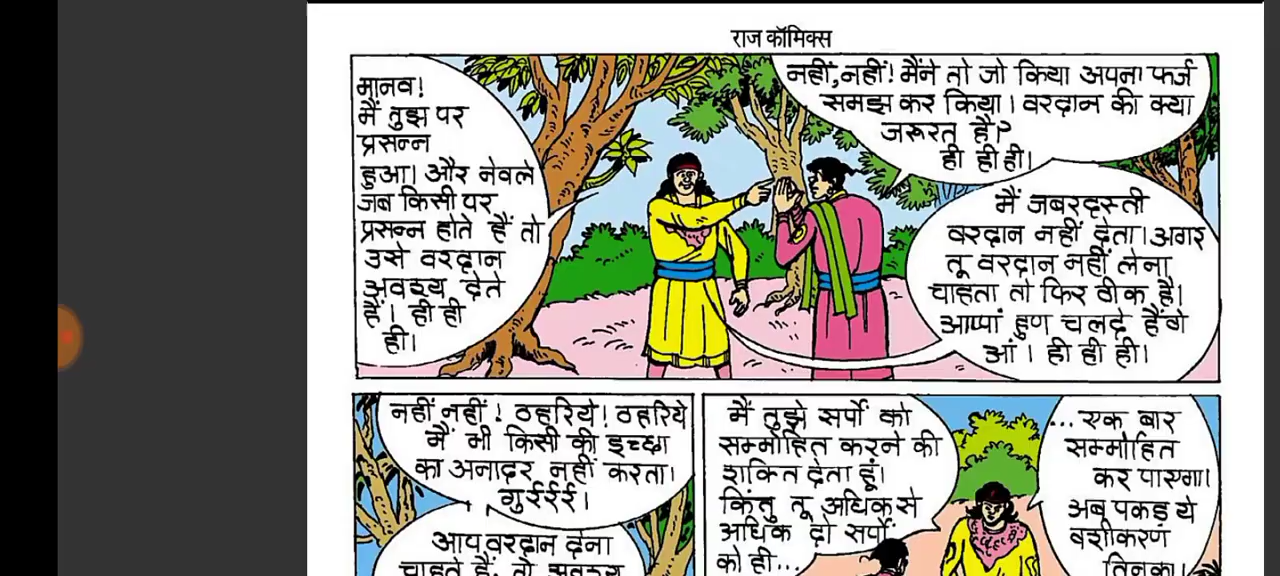 राज कॉमिक्स
मानव!
मैं तुझ पर
प्रसन्न
हुआ। और नेवले
जब किसी पर
प्रसन्न होते हैं तो
उसे वरदान
अवश्य देते
हैं। ही ही
ही।
नहीं,नहीं! मैंने तो जो किया अपना फर्ज
समझ कर किया। वरदान की क्या
जरूरत है?
ही ही ही।
मैं जबरदस्ती
वरदान नहीं देता।अगर
तू वरदान नहीं लेना
चाहता तो फिर ठीक है।
आप्पां हुण चलदे हैंगे
आं। ही ही ही।
नहीं नहीं! ठहरिये! ठहरिये
मैं भी किसी की इच्छा
का अनादर नहीं करता।
गुर्रर्रर्र।
आप वरदान देना
चाहते हैं, तो अवश्य
मैं तुझे सर्पों को
सम्मोहित करने की
शक्ति देता हूं।
किंतु तू अधिक से
अधिक दो सर्पों
को ही...
...एक बार
सम्मोहित
कर पाएगा।
अब पकड़ ये
वशीकरण
तिनका।